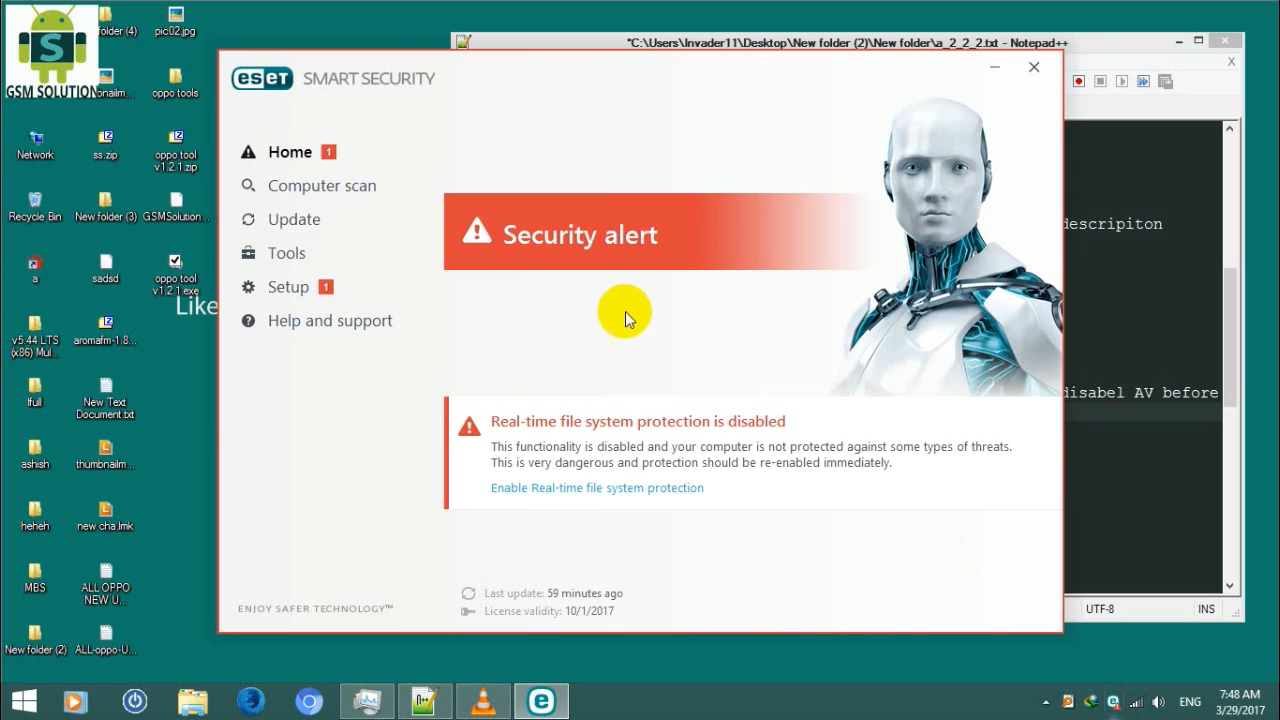 folder (4)
pic02.jpg
S
GSM SOLUTION
bnailm...
oppo tools
Network
ss.zip
oppo tool
v1.2.1.zip
Recycle Bin
New folder (3)
GSMSolution...
a
sadsd
oppo tool
v1.2.1.exe
Like
v5.44 LTS
(x86) Mul...
aromafm-1.8...
lfull
New Text
Document.txt
ashish
thumbnailm...
heheh
new cha.lmk
MBS
ALL OPPO
NEW U...
New folder (2)
ALL-oppo-U...
*C:\Users\Invader11\Desktop\New folder (2)\New folder\a_2_2_2.txt - Notepad++
X
descripiton
disabel AV before
UTF-8
INS
eset SMART SECURITY
Home 1
Computer scan
Update
Tools
Setup 1
Help and support
Security alert
Real-time file system protection is disabled
This functionality is disabled and your computer is not protected against some types of threats.
This is very dangerous and protection should be re-enabled immediately.
Enable Real-time file system protection
Last update: 59 minutes ago
License validity: 10/1/2017
ENJOY SAFER TECHNOLOGY™
ENG
7:48 AM
3/29/2017